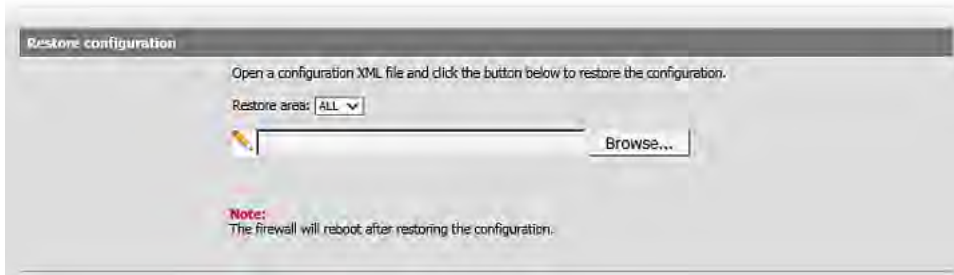 Restore configuration
Open a configuration XML file and click the button below to restore the configuration.
Restore area: ALL
Browse...
Note:
The firewall will reboot after restoring the configuration.